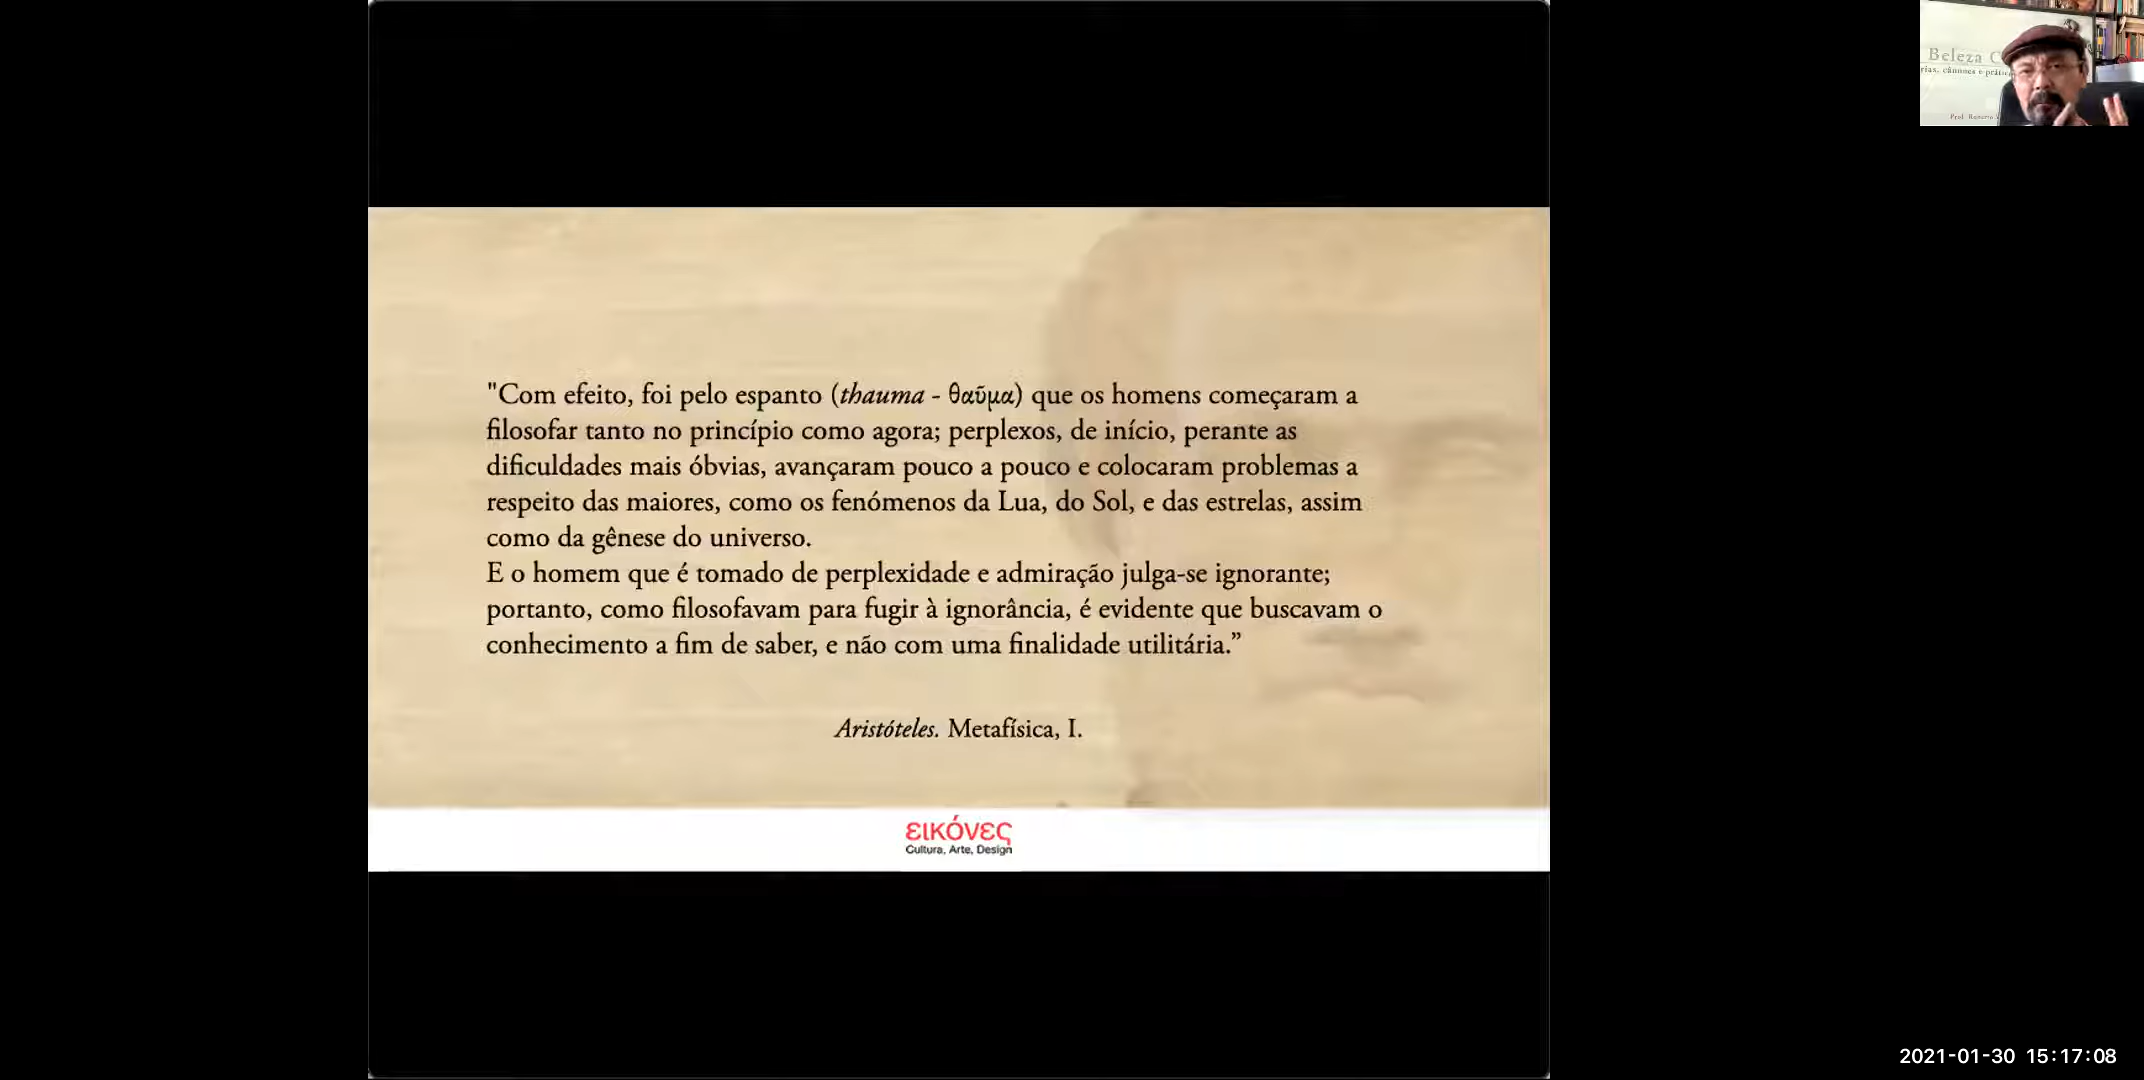 "Com efeito, foi pelo espanto (thauma - θαῦμα) que os homens começaram a
filosofar tanto no princípio como agora; perplexos, de início, perante as
dificuldades mais óbvias, avançaram pouco a pouco e colocaram problemas a
respeito das maiores, como os fenómenos da Lua, do Sol, e das estrelas, assim
como da gênese do universo.
E o homem que é tomado de perplexidade e admiração julga-se ignorante;
portanto, como filosofavam para fugir à ignorância, é evidente que buscavam o
conhecimento a fim de saber, e não com uma finalidade utilitária.”
Aristóteles. Metafísica, I.
εικόνες
Cultura, Arte, Design
Beleza
cânones e
Prof.
2021-01-30 15:17:08